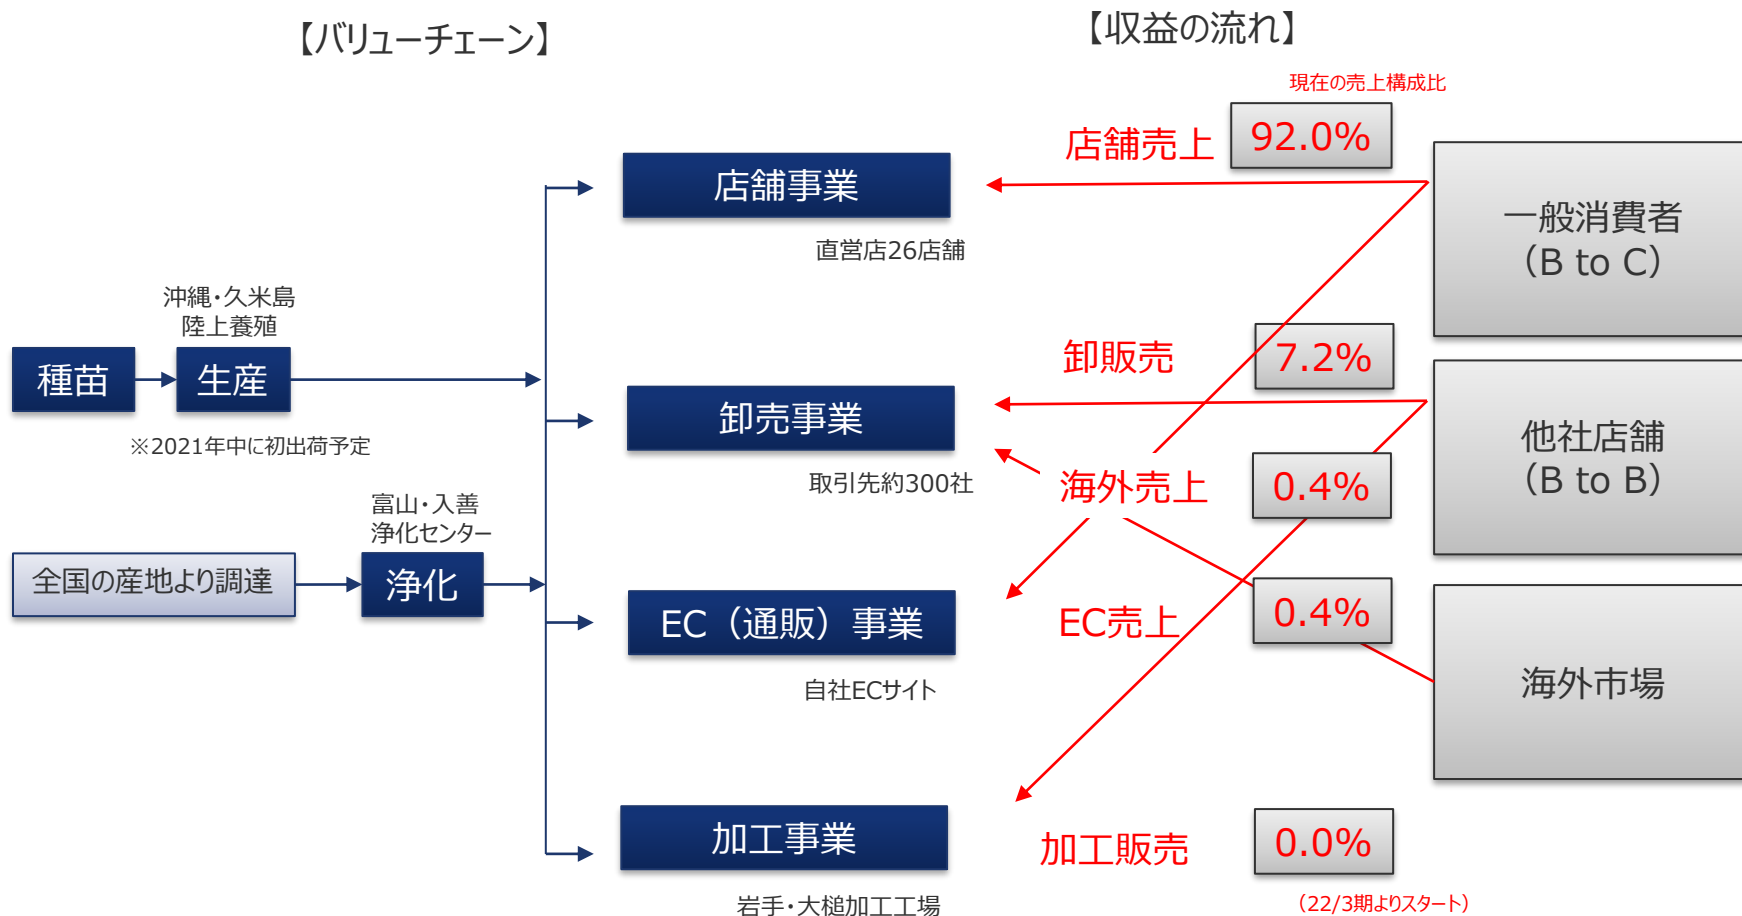 【バリューチェーン】
【収益の流れ】
現在の売上構成比
店舗売上
92.0%
店舗事業
直営店26店舗
一般消費者
（B to C）
沖縄・久米島
陸上養殖
種苗
生産
※2021年中に初出荷予定
卸販売
7.2%
卸売事業
取引先約300社
他社店舗
（B to B）
海外売上
0.4%
富山・入善
浄化センター
全国の産地より調達
浄化
EC（通販）事業
自社ECサイト
EC売上
0.4%
海外市場
加工事業
岩手・大槌加工工場
加工販売
0.0%
（22/3期よりスタート）